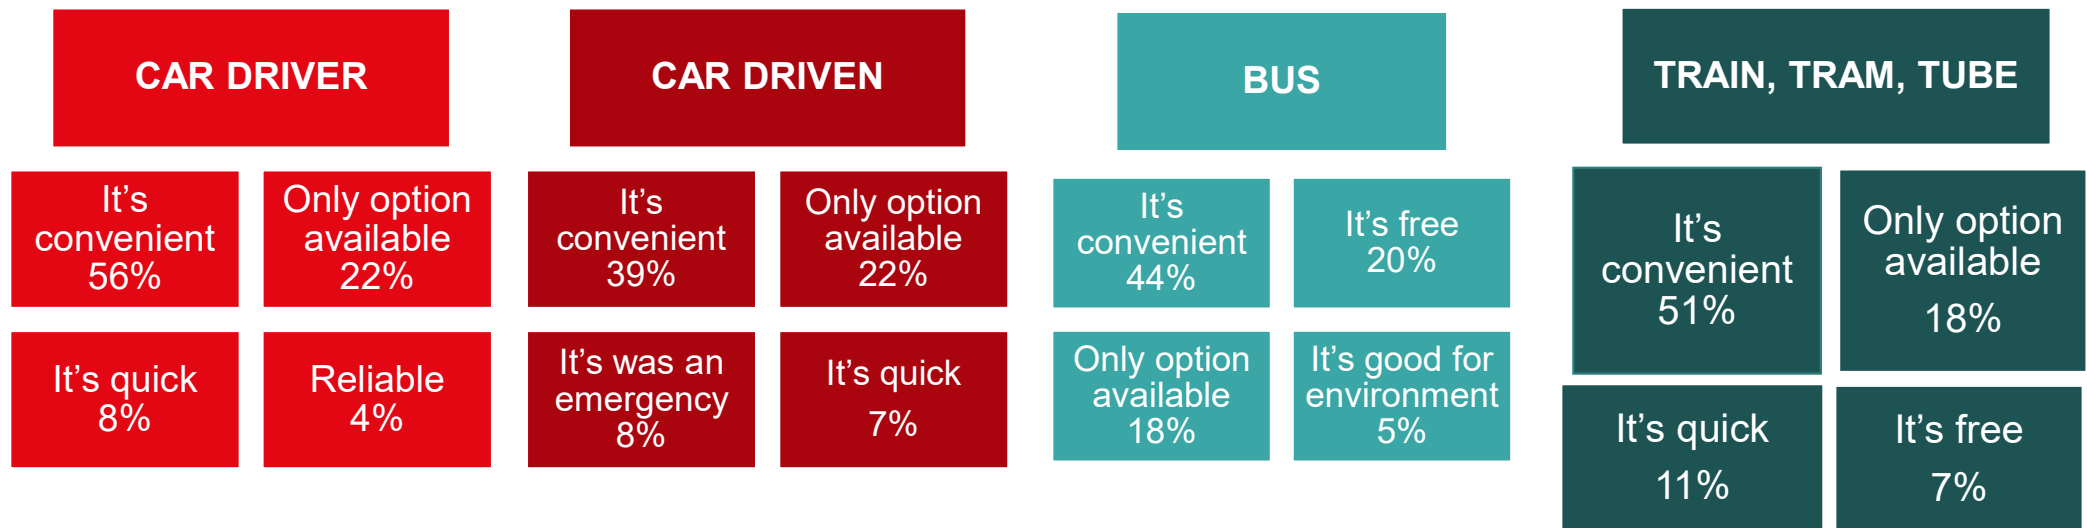 CAR DRIVER
It’s
convenient
56%
Only option
available
22%
It’s quick
8%
Reliable
4%
CAR DRIVEN
It’s
convenient
39%
Only option
available
22%
It’s was an
emergency
8%
It’s quick
7%
BUS
It’s
convenient
44%
It’s free
20%
Only option
available
18%
It’s good for
environment
5%
TRAIN, TRAM, TUBE
It’s
convenient
51%
Only option
available
18%
It’s quick
11%
It’s free
7%